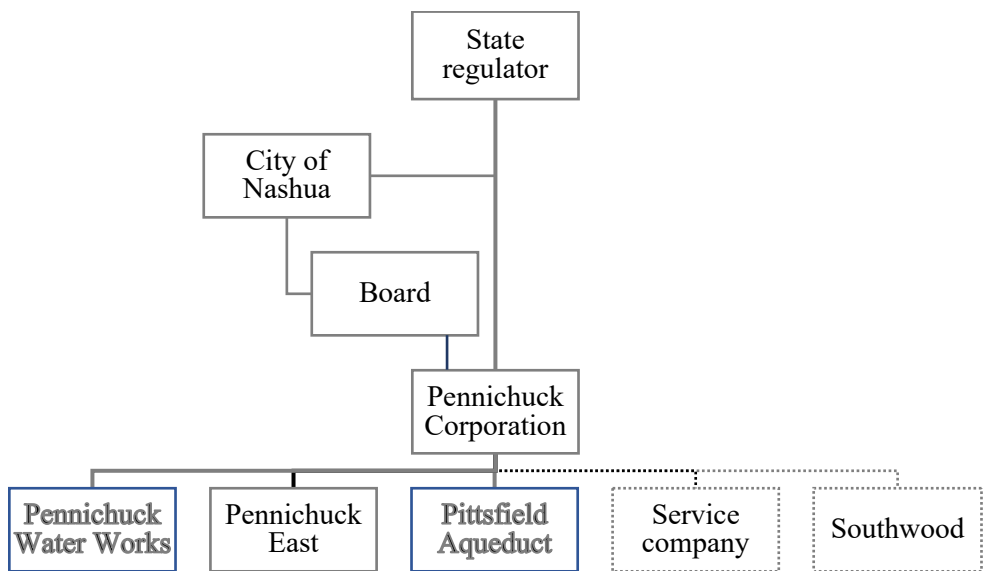 State
regulator
City of
Nashua
Board
Pennichuck
Corporation
Pennichuck
Water Works
Pennichuck
East
Pittsfield
Aqueduct
Service
company
Southwood